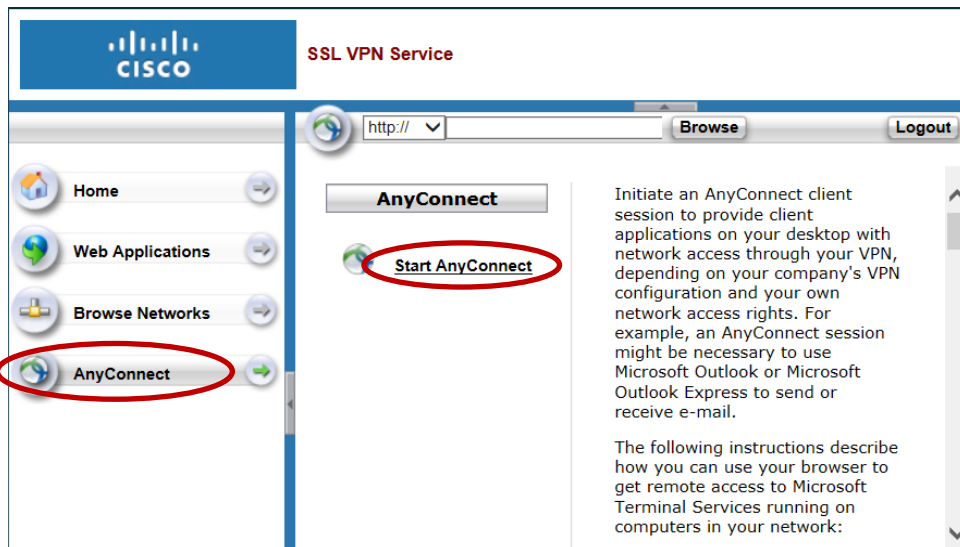 CISCO
SSL VPN Service
http://
Browse
Logout
Home
Web Applications
Browse Networks
AnyConnect
AnyConnect
Start AnyConnect
Initiate an AnyConnect client
session to provide client
applications on your desktop with
network access through your VPN,
depending on your company's VPN
configuration and your own
network access rights. For
example, an AnyConnect session
might be necessary to use
Microsoft Outlook or Microsoft
Outlook Express to send or
receive e-mail.
The following instructions describe
how you can use your browser to
get remote access to Microsoft
Terminal Services running on
computers in your network: